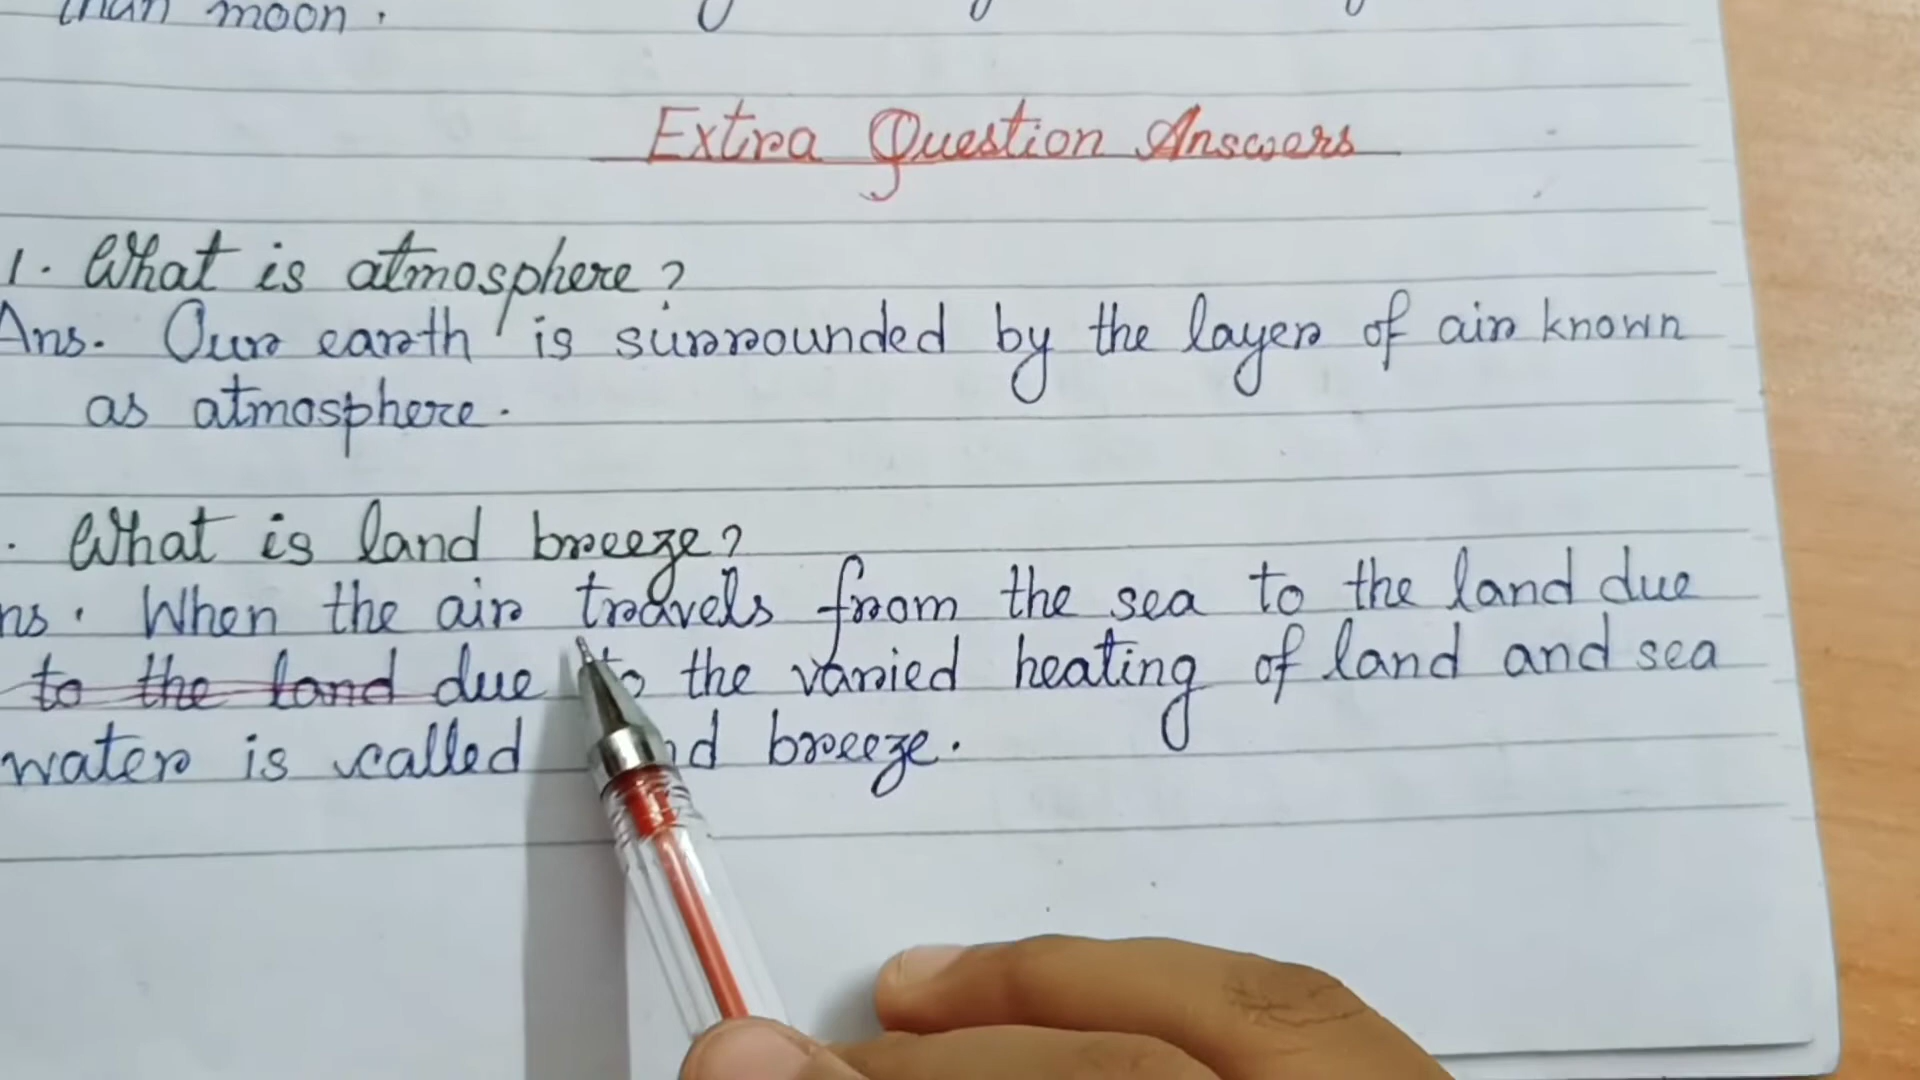 than moon.
Extra Question Answers
1. What is atmosphere?
Ans. Our earth is surrounded by the layer of air known
as atmosphere.
. What is land breeze?
ns. When the air travels from the sea to the land due
to the land due to the varied heating of land and sea
water is called nd breeze.